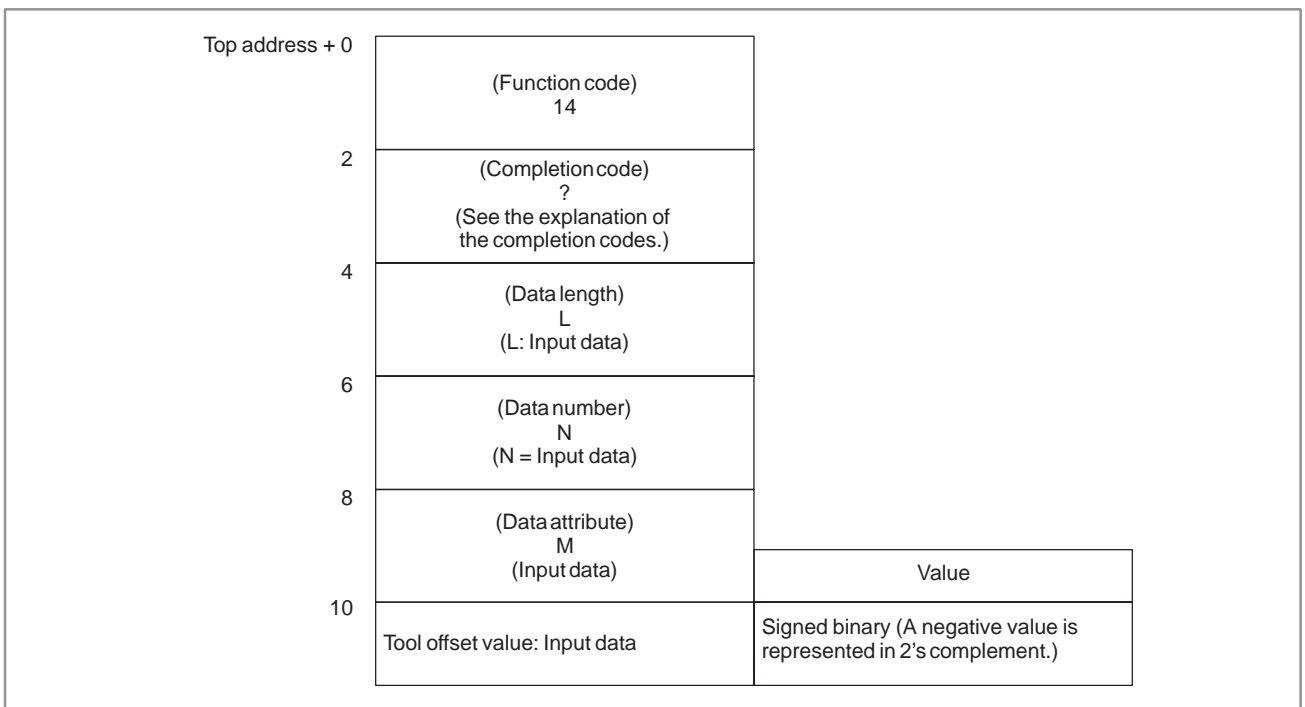 Top address + 0
(Function code)
14
2
(Completion code)
?
(See the explanation of
the completion codes.)
4
(Data length)
L
(L: Input data)
6
(Data number)
N
(N = Input data)
8
(Data attribute)
M
(Input data)
Value
10
Tool offset value: Input data
Signed binary (A negative value is
represented in 2's complement.)